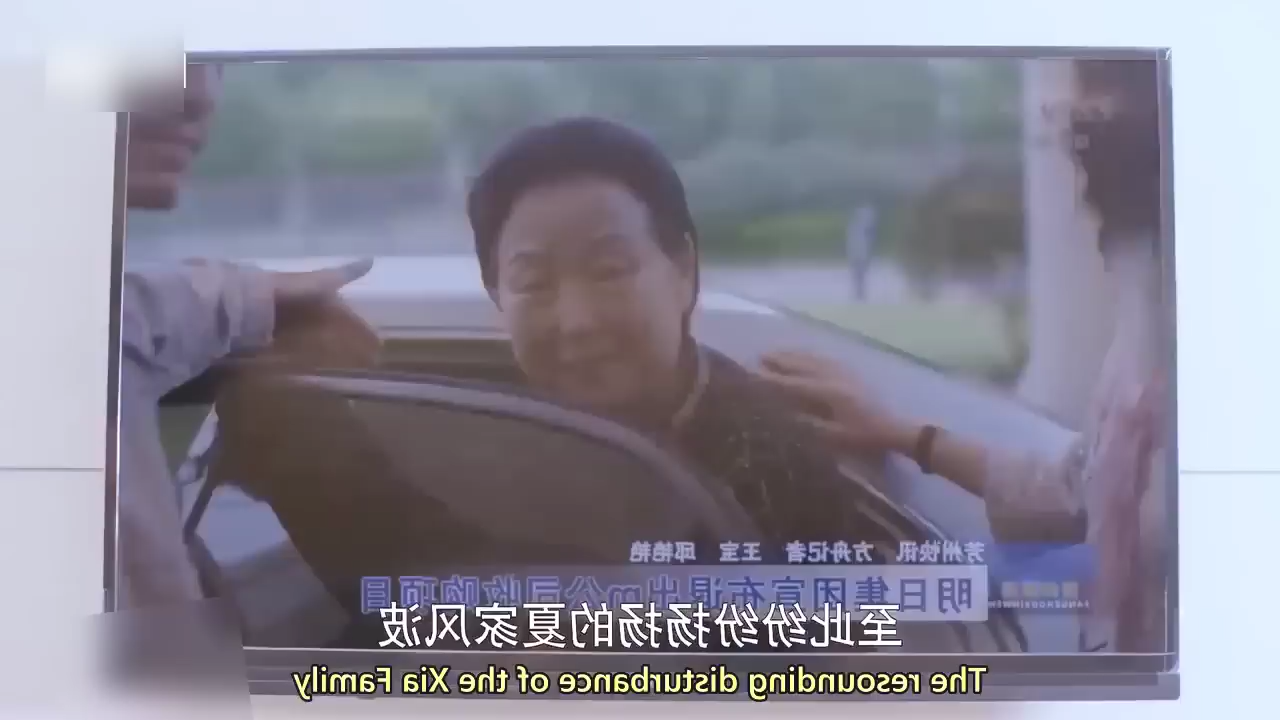 芳州快讯 方舟记者 王宝 邱艳艳
明日集团宣布退出m公司收购项目
至此纷纷扬扬的夏家风波
The resounding disturbance of the Xia Family